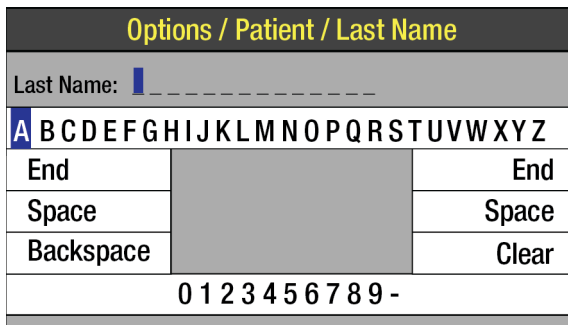 Options / Patient / Last Name
Last Name: _ _ _ _ _ _ _ _ _ _ _ _ _
A B C D E F G H I J K L M N O P Q R S T U V W X Y Z
End End
Space Space
Backspace Clear
0 1 2 3 4 5 6 7 8 9 -